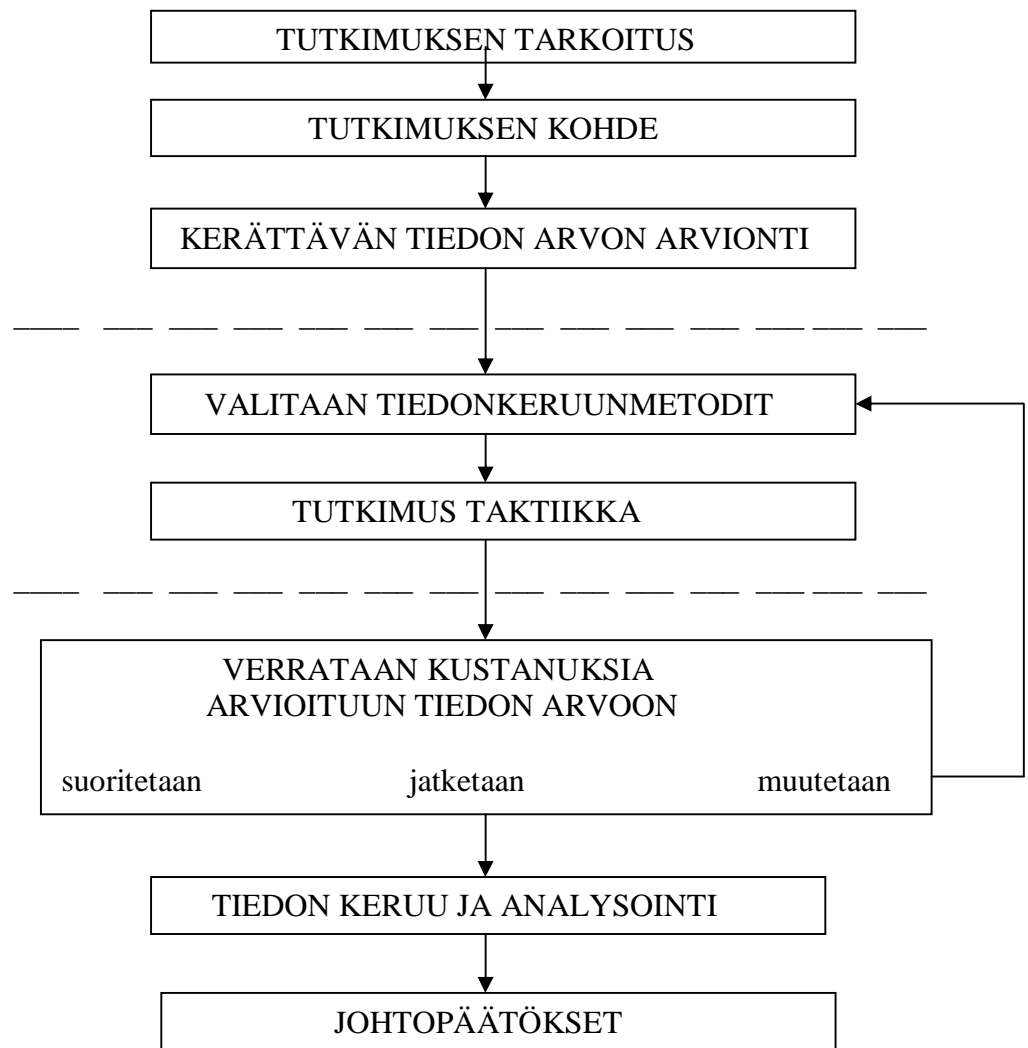 TUTKIMUKSEN TARKOITUS
TUTKIMUKSEN KOHDE
KERÄTTÄVÄN TIEDON ARVON ARVIONTI
VALITAAN TIEDONKERUUNMETODIT
TUTKIMUS TAKTIIKKA
VERRATAAN KUSTANUKSIA
ARVIOITUUN TIEDON ARVOON
suoritetaan jatketaan muutetaan
TIEDON KERUU JA ANALYSOINTI
JOHTOPÄÄTÖKSET